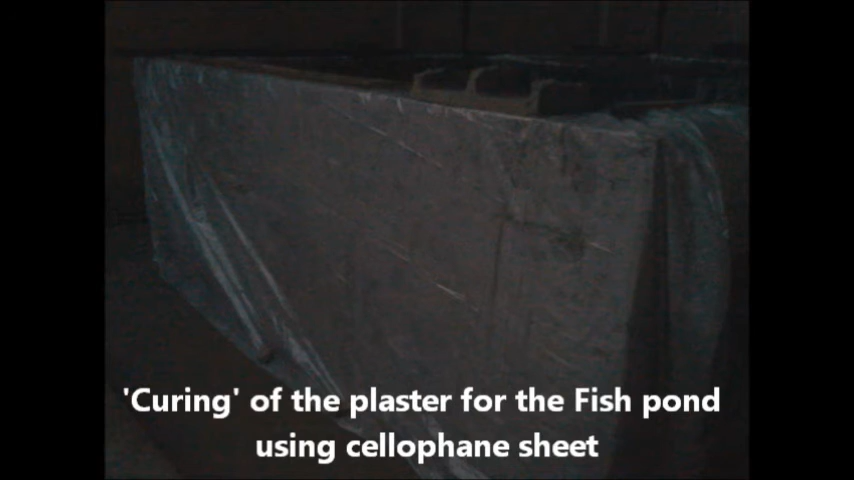 'Curing' of the plaster for the Fish pond
using cellophane sheet